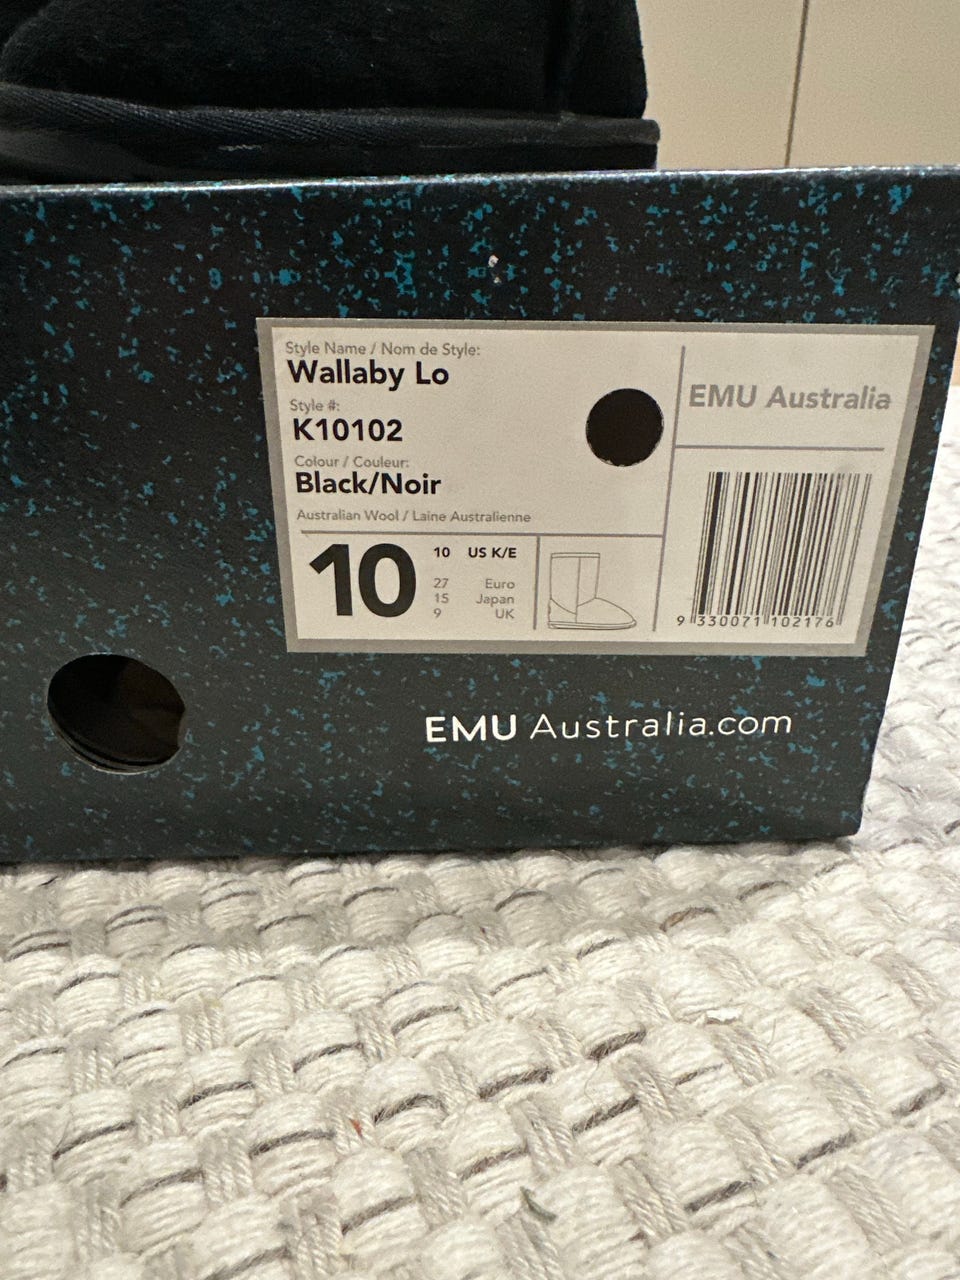 Style Name / Nom de Style:
Wallaby Lo
Style #:
K10102
Colour / Couleur:
Black/Noir
Australian Wool / Laine Australienne
10
10 US K/E
27 Euro
15 Japan
9 UK
EMU Australia
9 330071 102176
EMU Australia.com